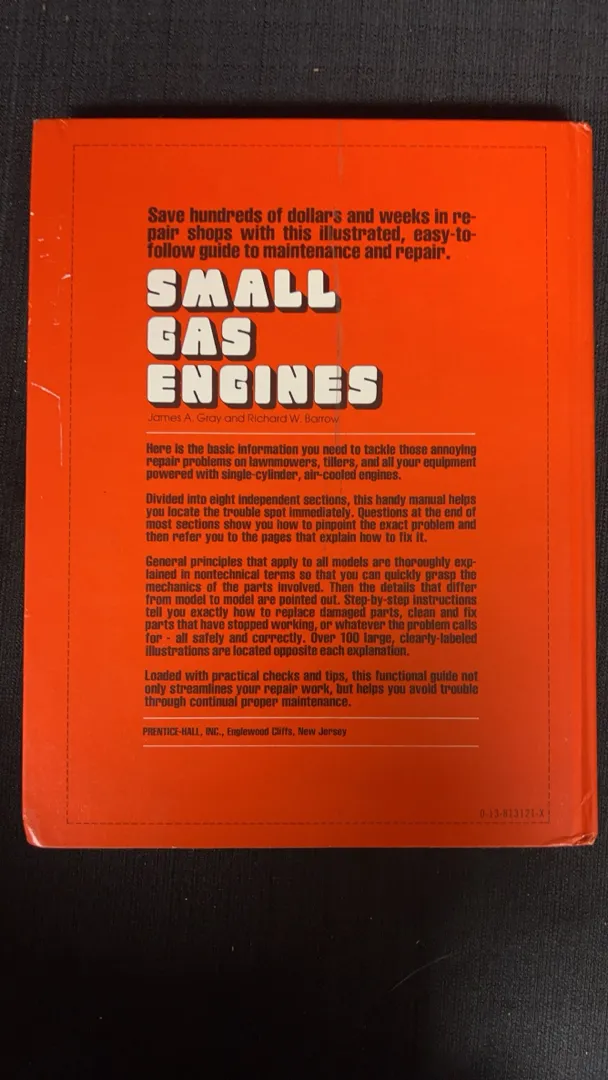 Save hundreds of dollars and weeks in re-
pair shops with this illustrated, easy-to-
follow guide to maintenance and repair.
SMALL
GAS
ENGINES
James A. Gray and Richard W. Barrow
Here is the basic information you need to tackle those annoying
repair problems on lawnmowers, tillers, and all your equipment
powered with single-cylinder, air-cooled engines.
Divided into eight independent sections, this handy manual helps
you locate the trouble spot immediately. Questions at the end of
most sections show you how to pinpoint the exact problem and
then refer you to the pages that explain how to fix it.
General principles that apply to all models are thoroughly exp-
lained in nontechnical terms so that you can quickly grasp the
mechanics of the parts involved. Then the details that differ
from model to model are pointed out. Step-by-step instructions
tell you exactly how to replace damaged parts, clean and fix
parts that have stopped working, or whatever the problem calls
for - all safely and correctly. Over 100 large, clearly-labeled
illustrations are located opposite each explanation.
Loaded with practical checks and tips, this functional guide not
only streamlines your repair work, but helps you avoid trouble
through continual proper maintenance.
PRENTICE-HALL, INC., Englewood Cliffs, New Jersey
0-13-813121-X